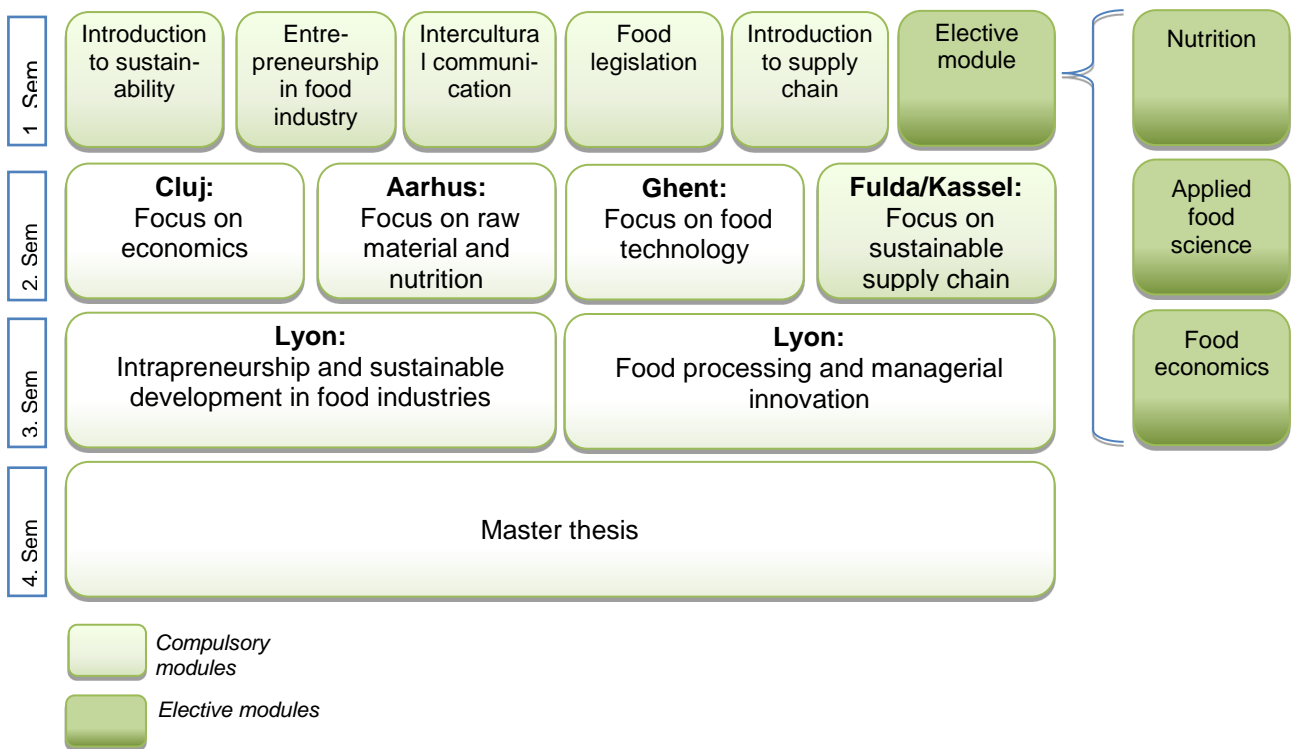 1 Sem
Introduction
to sustain-
ability
Entre-
preneurship
in food
industry
Intercultura
l communi-
cation
Food
legislation
Introduction
to supply
chain
Elective
module
Nutrition
2. Sem
Cluj:
Focus on
economics
Aarhus:
Focus on raw
material and
nutrition
Ghent:
Focus on food
technology
Fulda/Kassel:
Focus on
sustainable
supply chain
Applied
food
science
3. Sem
Lyon:
Intrapreneurship and sustainable
development in food industries
Lyon:
Food processing and managerial
innovation
Food
economics
4. Sem
Master thesis
Compulsory
modules
Elective modules